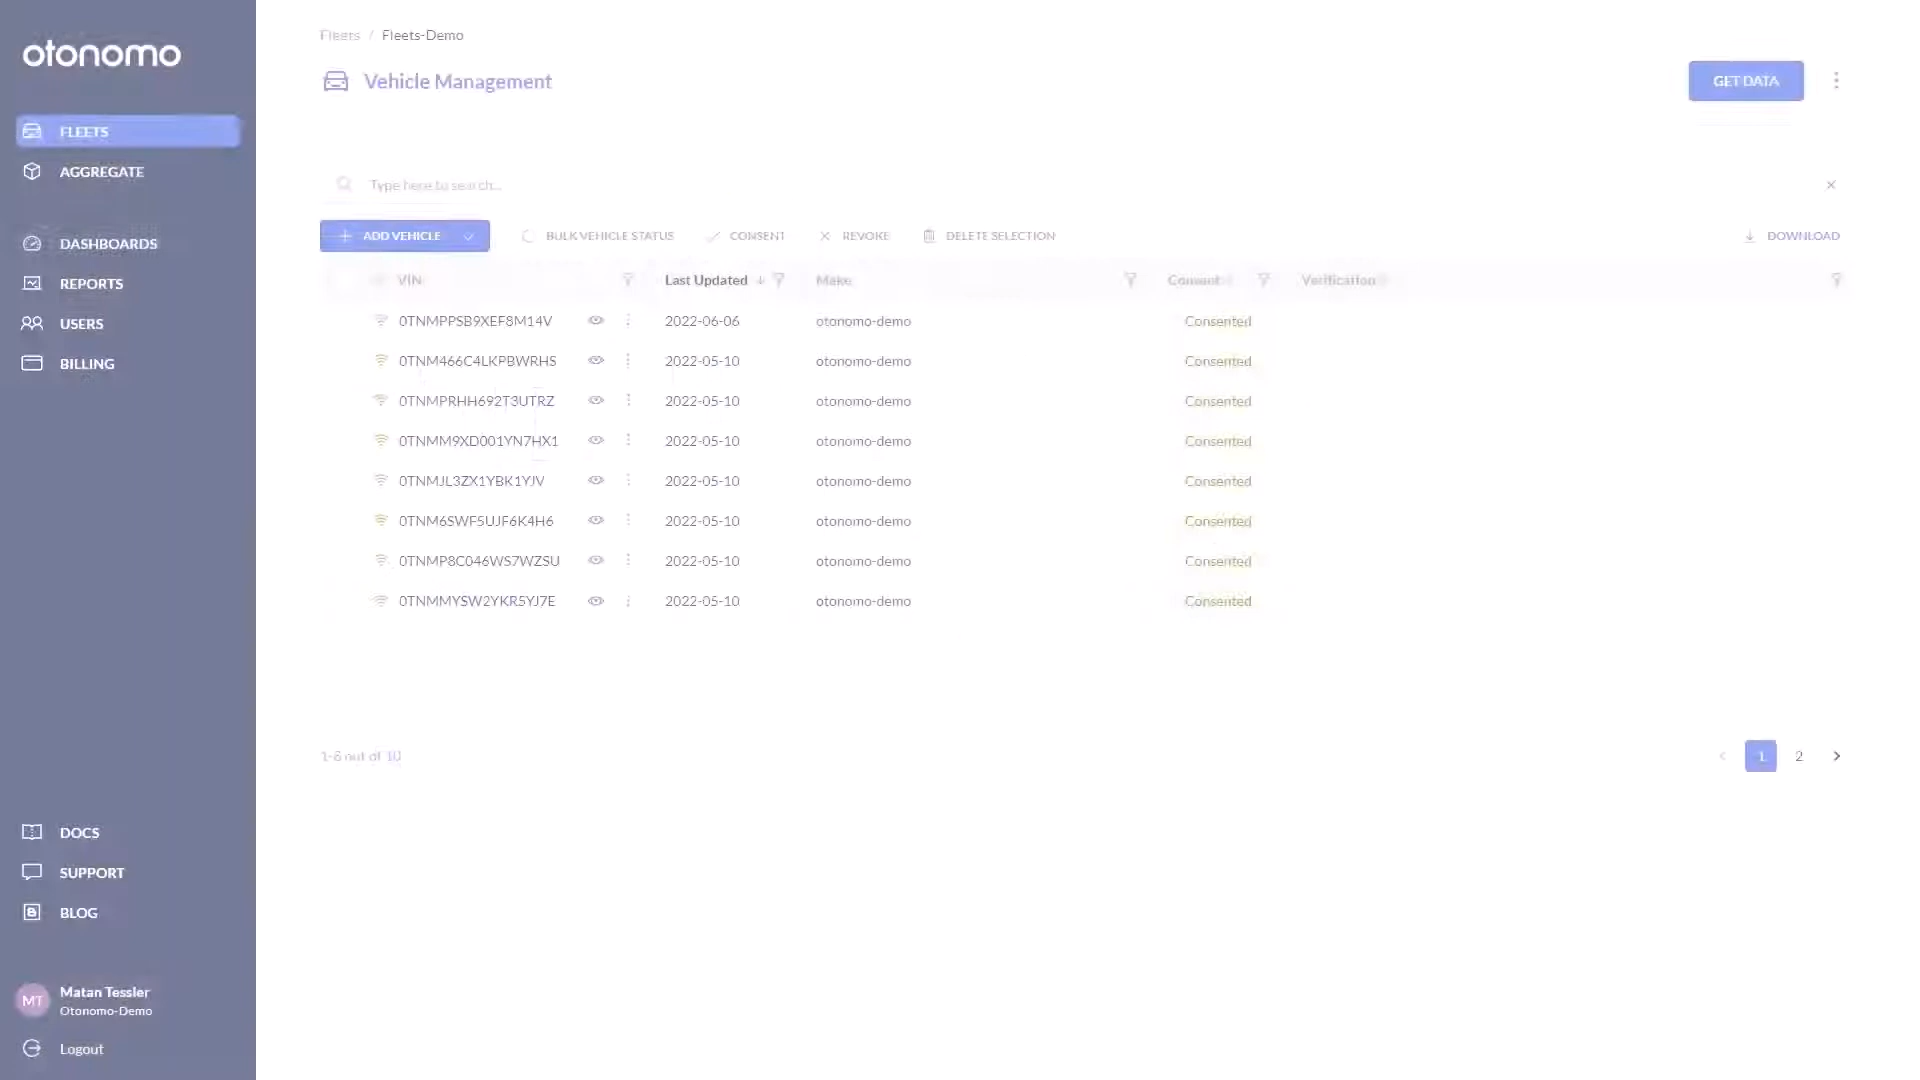 otonomo
FLEETS
AGGREGATE
DASHBOARDS
REPORTS
USERS
BILLING
DOCS
SUPPORT
BLOG
MT
Matan Tessler
Otonomo-Demo
Logout
Fleets / Fleets-Demo
Vehicle Management
GET DATA
Type here to search...
ADD VEHICLE
BULK VEHICLE STATUS
CONSENT
REVOKE
DELETE SELECTION
DOWNLOAD
VIN Last Updated Make Consent Verification
0TNMPPSB9XEF8M14V 2022-06-06 otonomo-demo Consented
0TNM466C4LKPBWRHS 2022-05-10 otonomo-demo Consented
0TNMPRHH692T3UTRZ 2022-05-10 otonomo-demo Consented
0TNMM9XD001YN7HX1 2022-05-10 otonomo-demo Consented
0TNMJL3ZX1YBK1YJV 2022-05-10 otonomo-demo Consented
0TNM6SWF5UJF6K4H6 2022-05-10 otonomo-demo Consented
0TNMP8C046WS7WZSU 2022-05-10 otonomo-demo Consented
0TNMMYSW2YKR5YJ7E 2022-05-10 otonomo-demo Consented
1-8 out of 10
1 2